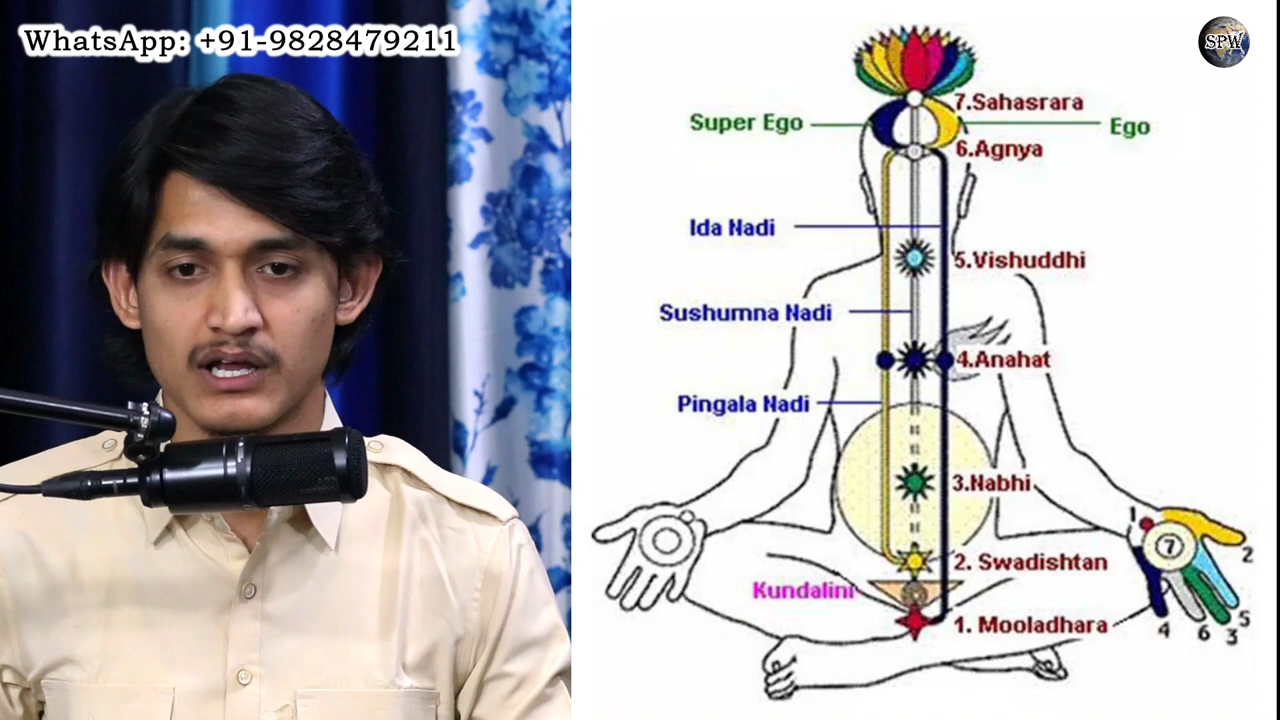 WhatsApp: +91-9828479211
SPW
7.Sahasrara
Super Ego
Ego
6.Agnya
Ida Nadi
5.Vishuddhi
Sushumna Nadi
4.Anahat
Pingala Nadi
3.Nabhi
1
7
2
2. Swadishtan
Kundalini
1. Mooladhara
4
6
3
5